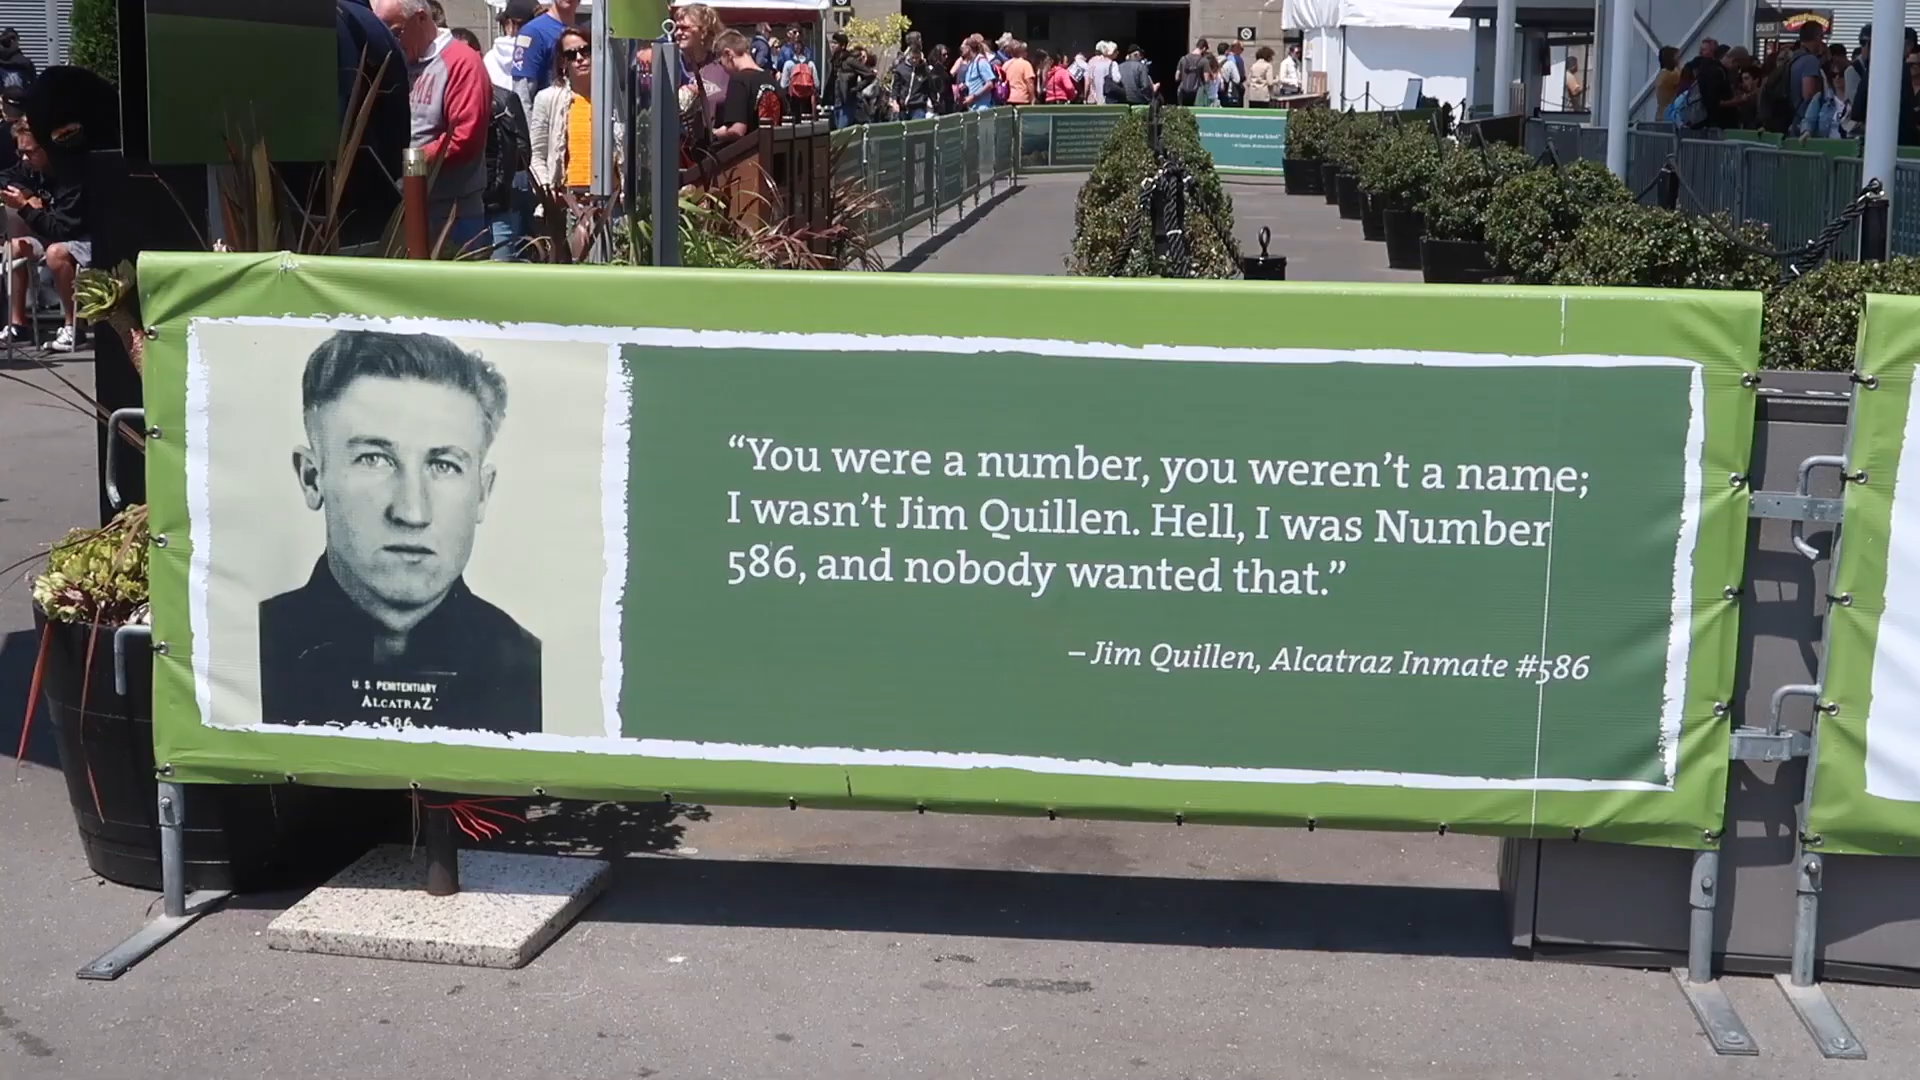 “You were a number, you weren’t a name;
I wasn’t Jim Quillen. Hell, I was Number
586, and nobody wanted that.”
– Jim Quillen, Alcatraz Inmate #586
U. S. PENITENTIARY
ALCATRAZ
586